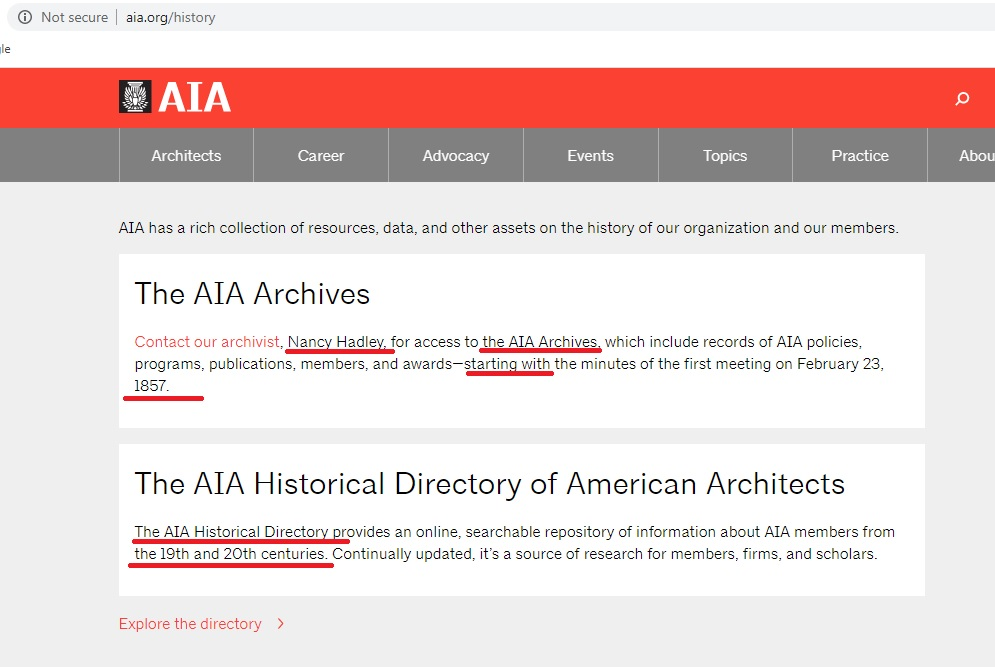 Not secure | aia.org/history
le
AIA
Architects Career Advocacy Events Topics Practice Abou
AIA has a rich collection of resources, data, and other assets on the history of our organization and our members.
The AIA Archives
Contact our archivist, Nancy Hadley, for access to the AIA Archives, which include records of AIA policies,
programs, publications, members, and awards—starting with the minutes of the first meeting on February 23,
1857.
The AIA Historical Directory of American Architects
The AIA Historical Directory provides an online, searchable repository of information about AIA members from
the 19th and 20th centuries. Continually updated, it's a source of research for members, firms, and scholars.
Explore the directory >